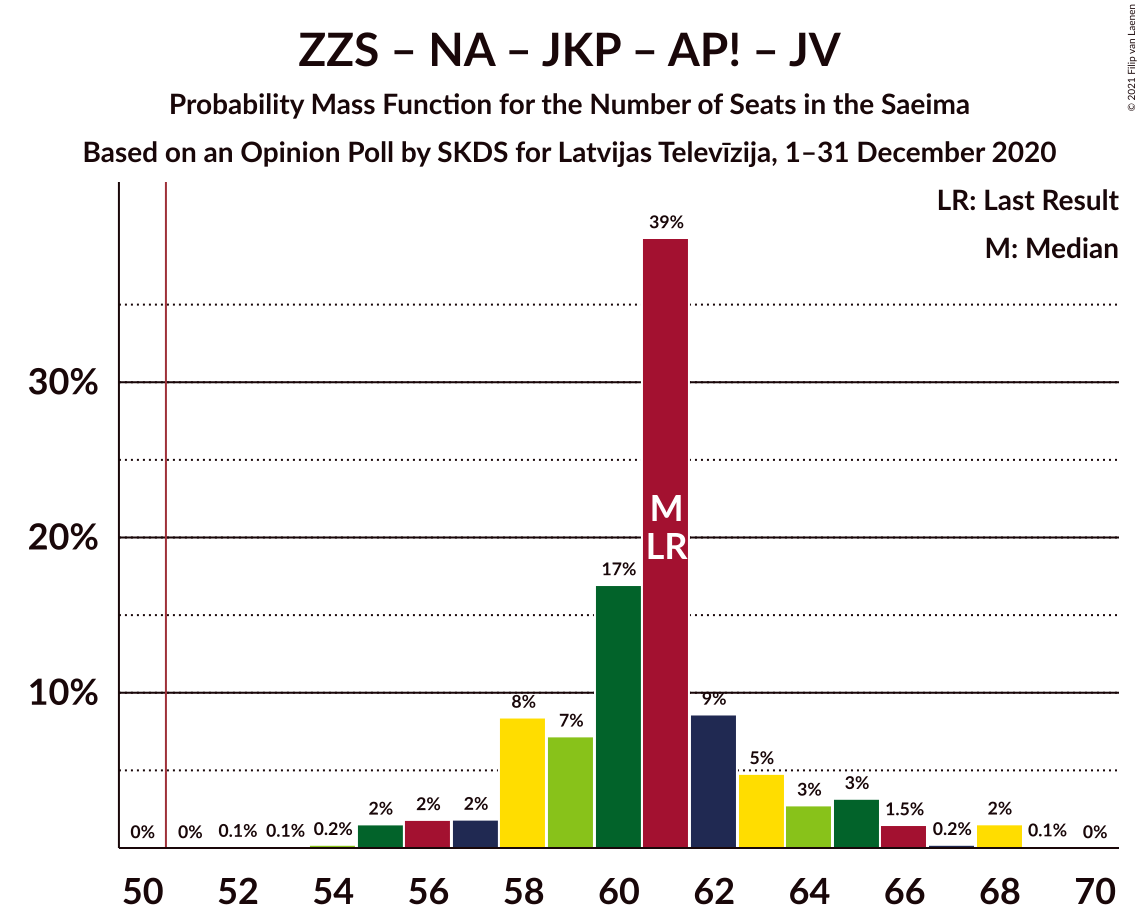 ZZS – NA – JKP – AP! – JV
Probability Mass Function for the Number of Seats in the Saeima
Based on an Opinion Poll by SKDS for Latvijas Televīzija, 1–31 December 2020
© 2021 Filip van Laenen
LR: Last Result
M: Median
30%
20%
10%
0%
0%
0.1%
0.1%
0.2%
2%
2%
2%
8%
7%
17%
39%
M
LR
9%
5%
3%
3%
1.5%
0.2%
2%
0.1%
0%
50 52 54 56 58 60 62 64 66 68 70